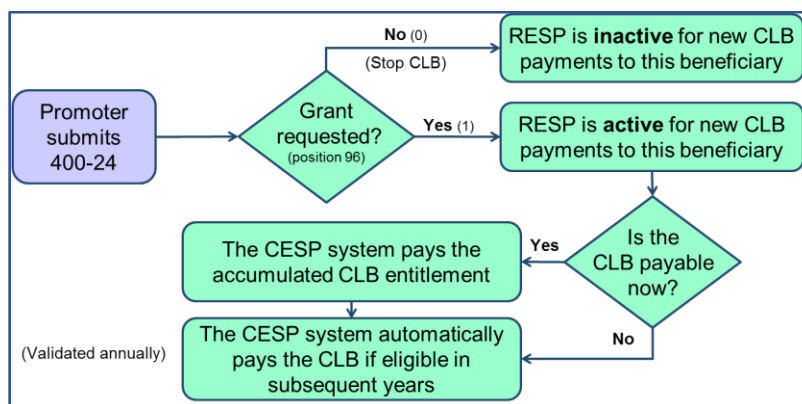 Promoter
submits
400-24
Grant
requested?
(position 96)
No (0)
(Stop CLB)
RESP is inactive for new CLB
payments to this beneficiary
Yes (1)
RESP is active for new CLB
payments to this beneficiary
Is the
CLB payable
now?
Yes
The CESP system pays the
accumulated CLB entitlement
No
(Validated annually)
The CESP system automatically
pays the CLB if eligible in
subsequent years